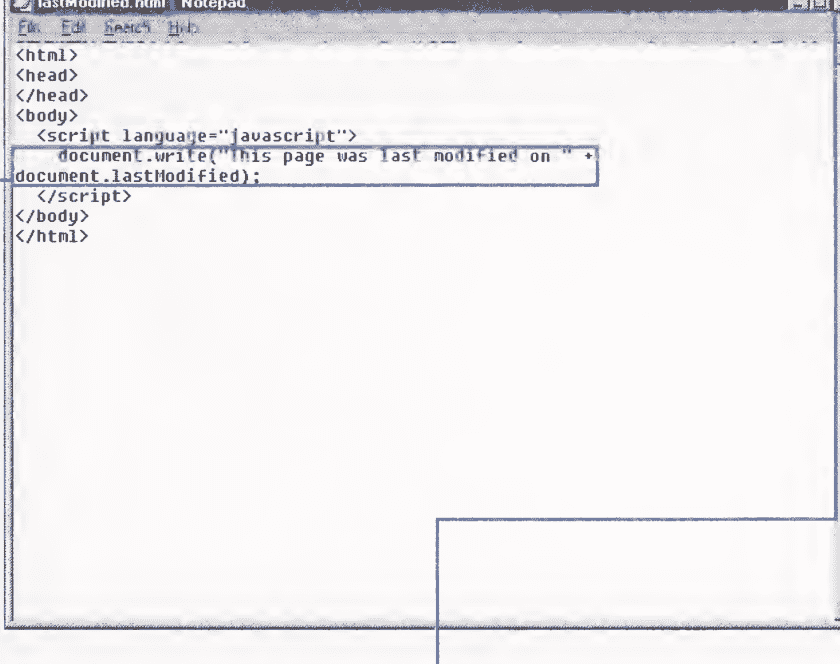 lastModified.html - Notepad
File Edit Search Help
<html>
<head>
</head>
<body>
<script language="javascript">
document.write("This page was last modified on " +
document.lastModified);
</script>
</body>
</html>